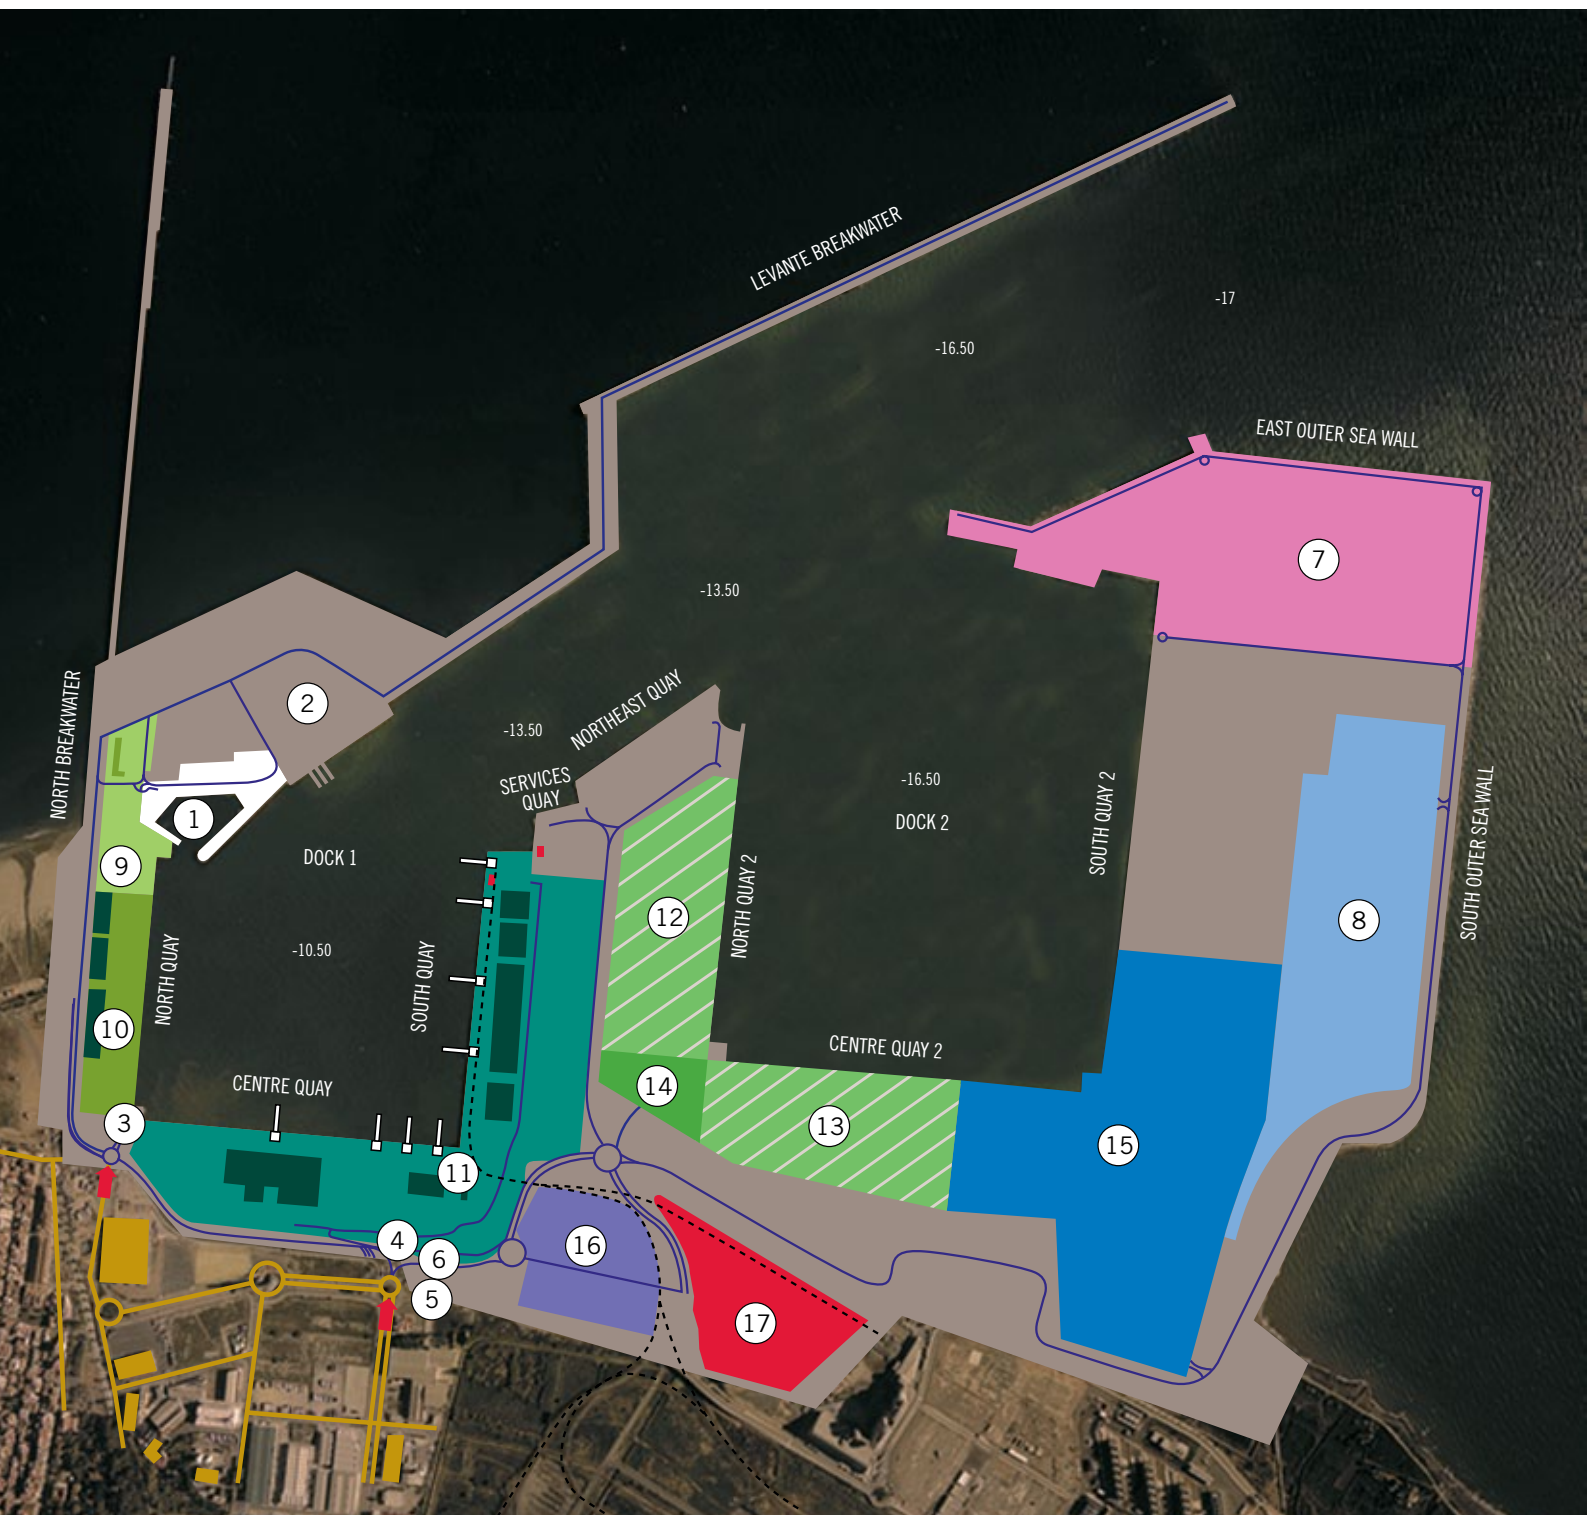 LEVANTE BREAKWATER
-17
-16.50
EAST OUTER SEA WALL
7
-13.50
NORTH BREAKWATER
2
-13.50
NORTHEAST QUAY
SERVICES
QUAY
-16.50
DOCK 2
SOUTH QUAY 2
SOUTH OUTER SEA WALL
1
DOCK 1
9
12
NORTH QUAY 2
8
-10.50
NORTH QUAY
SOUTH QUAY
10
CENTRE QUAY
CENTRE QUAY 2
14
3
13
15
11
4
6
16
5
17